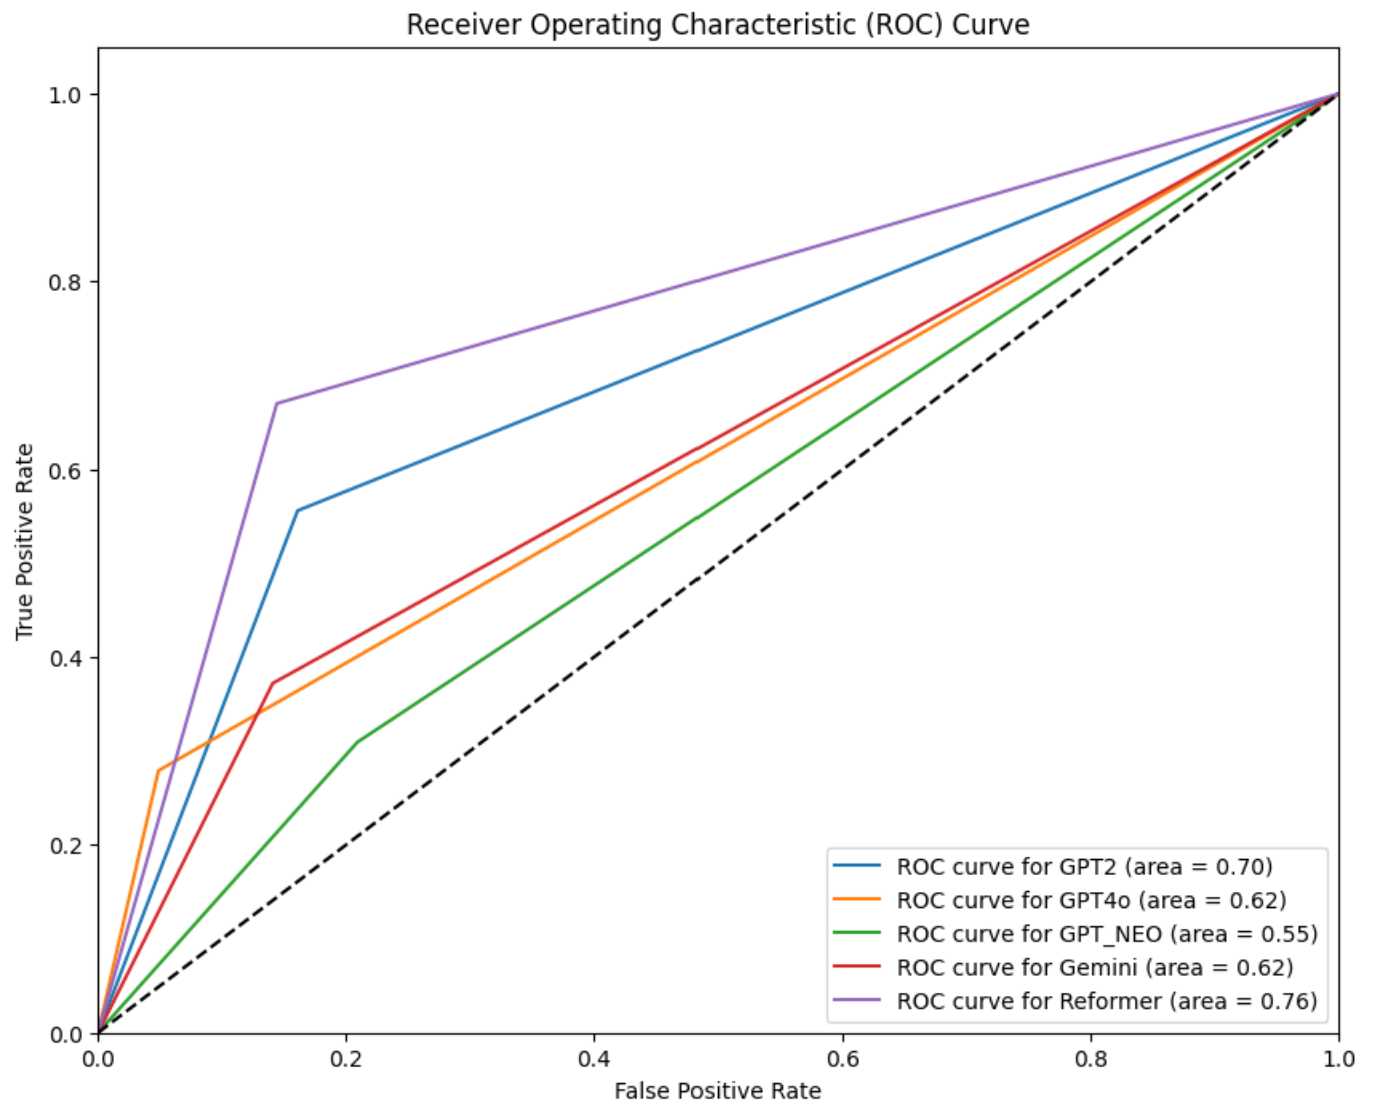 Receiver Operating Characteristic (ROC) Curve
True Positive Rate
1.0
0.8
0.6
0.4
0.2
0.0
ROC curve for GPT2 (area = 0.70)
ROC curve for GPT4o (area = 0.62)
ROC curve for GPT_NEO (area = 0.55)
ROC curve for Gemini (area = 0.62)
ROC curve for Reformer (area = 0.76)
0.0 0.2 0.4 0.6 0.8 1.0
False Positive Rate